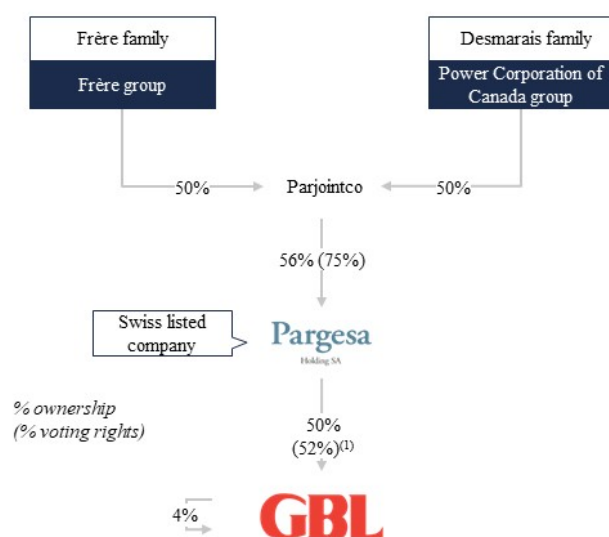 Frère family
Desmarais family
Frère group
Power Corporation of
Canada group
50%
Parjointco
50%
56% (75%)
Swiss listed
company
Pargesa
Holding SA
% ownership
(% voting rights)
50%
(52%)(1)
4%
GBL